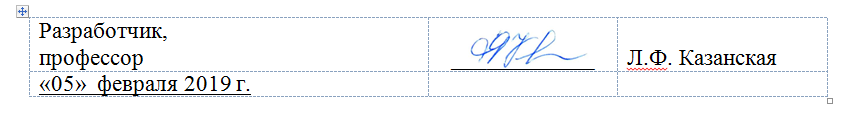 Разработчик,
профессор
Л.Ф. Казанская
«05»  февраля 2019 г.